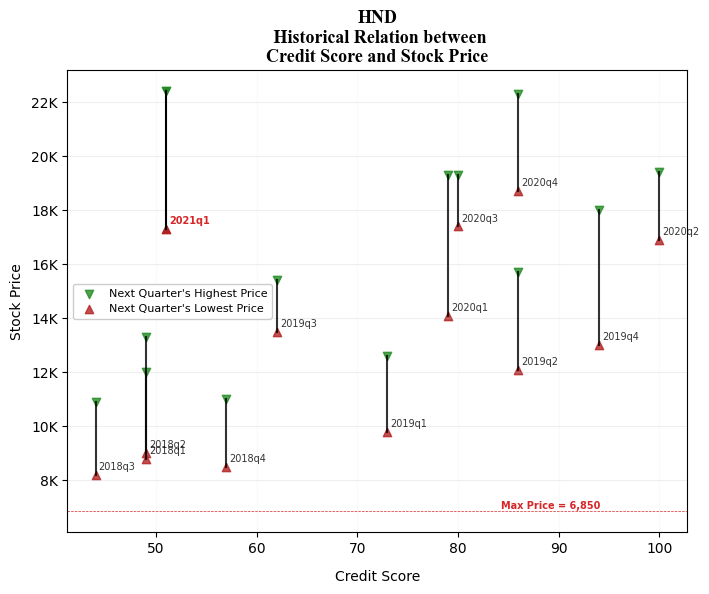 HND
Historical Relation between
Credit Score and Stock Price
22K
20K
18K
16K
14K
12K
10K
8K
Stock Price
2021q1
2020q4
2020q3
2020q2
Next Quarter's Highest Price
Next Quarter's Lowest Price
2020q1
2019q3
2019q2
2019q4
2019q1
2018q2
2018q1
2018q4
2018q3
Max Price = 6,850
50
60
70
80
90
100
Credit Score